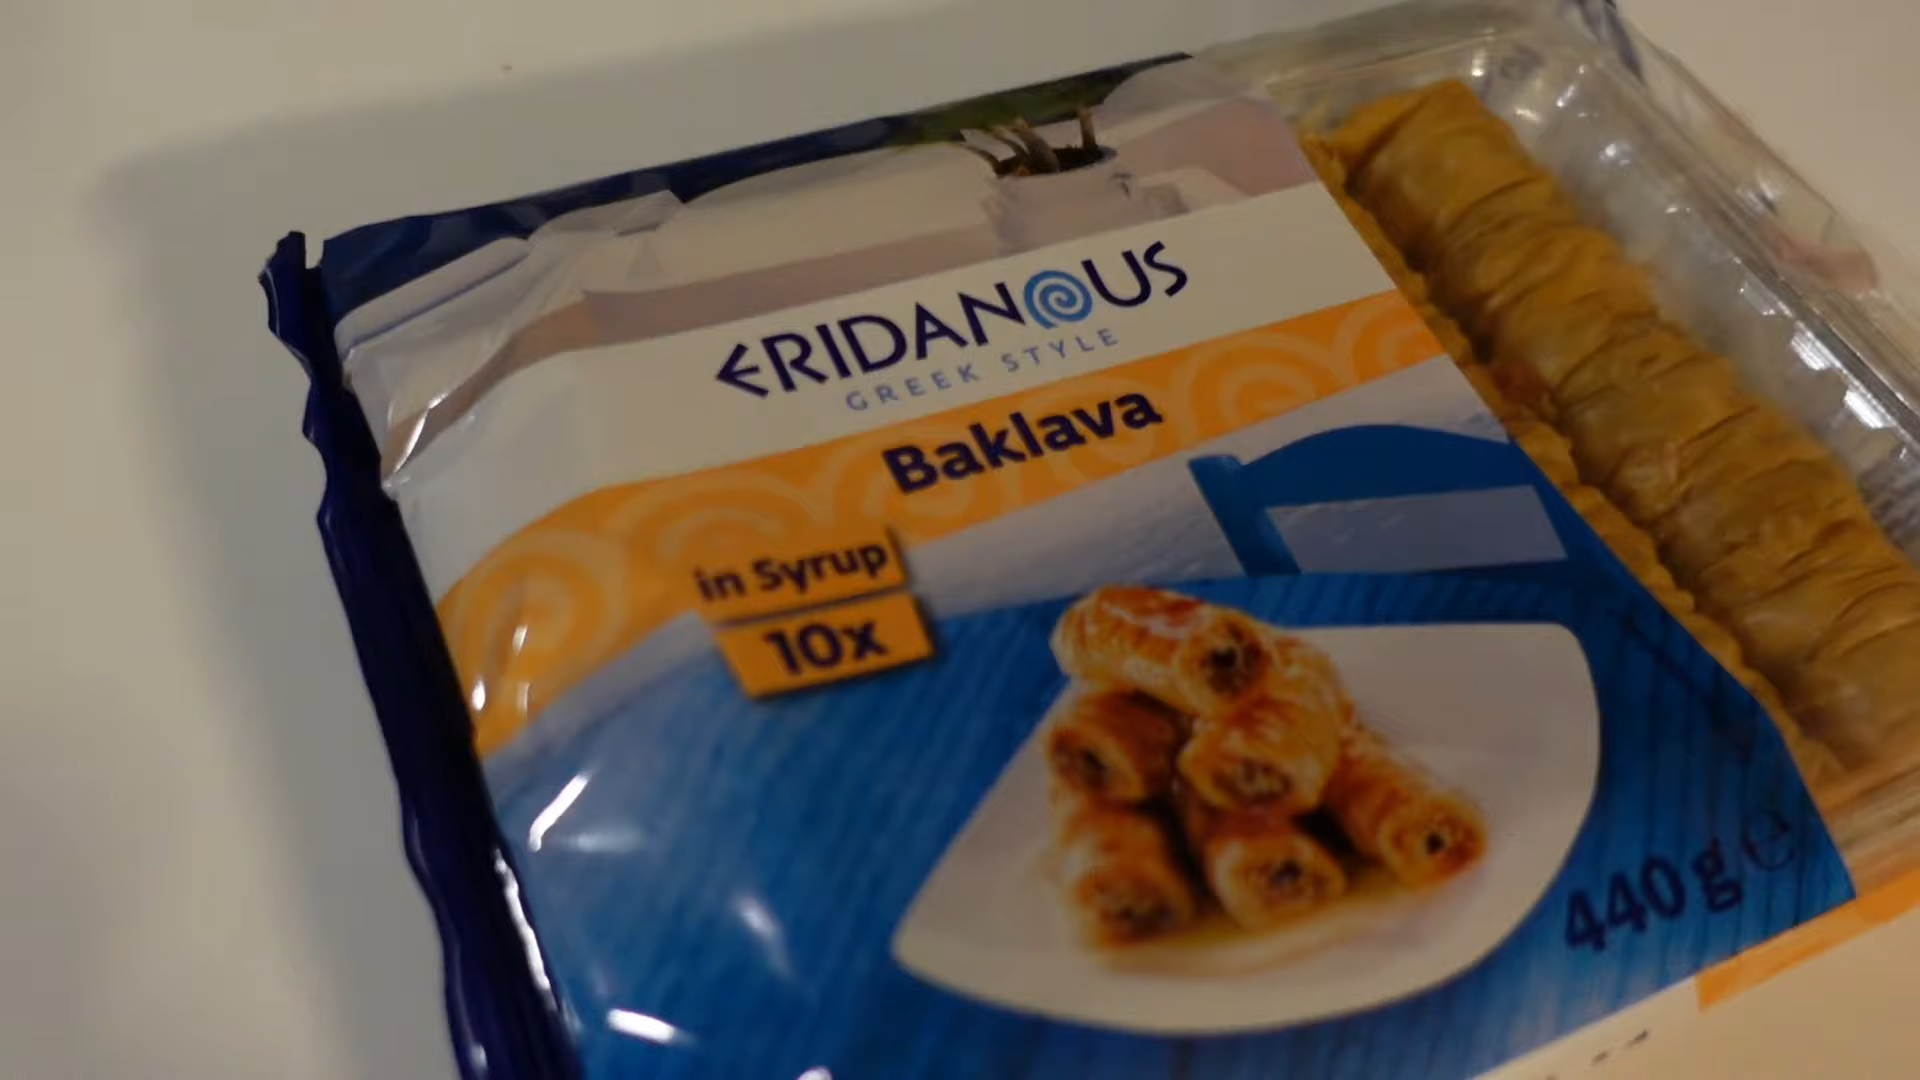 ERIDANOUS
GREEK STYLE
Baklava
in Syrup
10x
440 g e